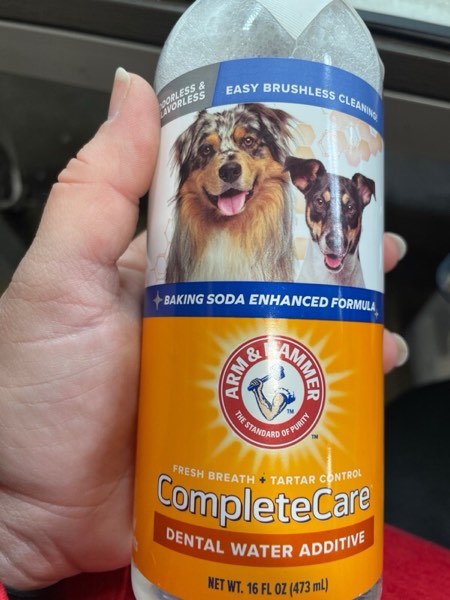 ODORLESS &
FLAVORLESS
EASY BRUSHLESS CLEANING!
BAKING SODA ENHANCED FORMULA
ARM & HAMMER
THE STANDARD OF PURITY
TM
TM
FRESH BREATH + TARTAR CONTROL
CompleteCare
DENTAL WATER ADDITIVE
NET WT. 16 FL OZ (473 mL)